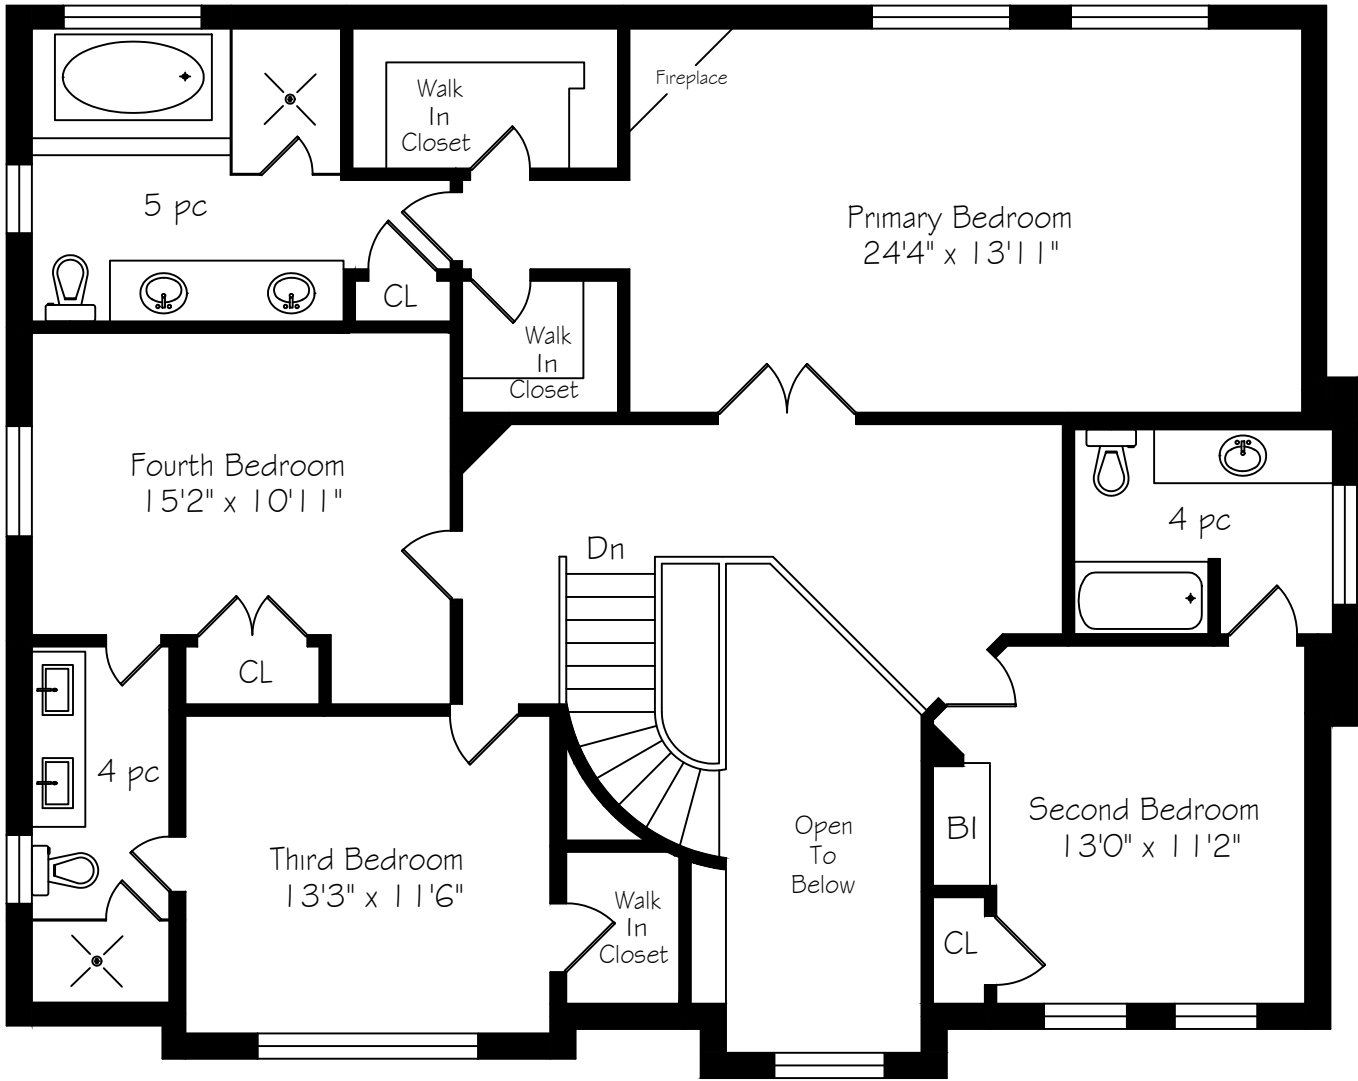 Walk
In
Closet
Fireplace
5 pc
Primary Bedroom
24'4" x 13'11"
CL
Walk
In
Closet
Fourth Bedroom
15'2" x 10'11"
Dn
4 pc
CL
4 pc
Third Bedroom
13'3" x 11'6"
Walk
In
Closet
Open
To
Below
BI
Second Bedroom
13'0" x 11'2"
CL